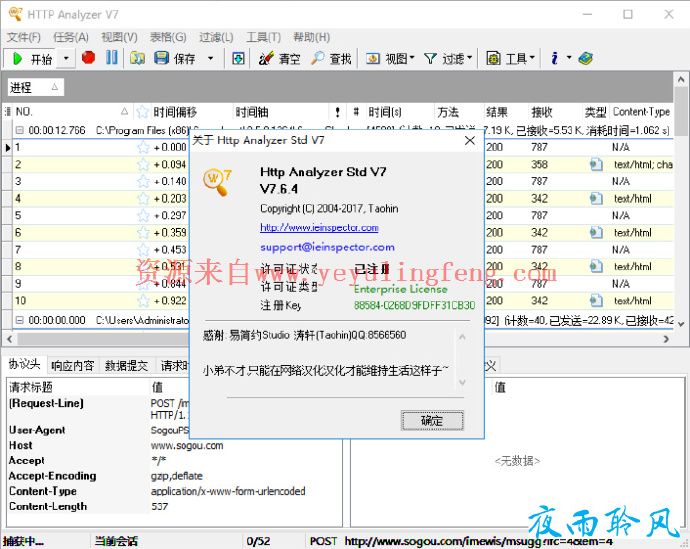 HTTP Analyzer V7
文件(F) 任务(A) 视图(V) 表格(G) 过滤(L) 工具(T) 帮助(H)
开始 保存 清空 查找 视图 过滤 工具
进程
NO. 时间偏移 时间轴 ! # 时间(s) 方法 结果 接收 类型 Content-Type
00:00:12.766 C:\Program Files (x86) 7.19 K, 已接收=5.53 K, 消耗时间=1.062 s)
1 + 0.000 200 787 N/A
2 + 0.094 200 358 text/html; cha
3 + 0.140 200 787 N/A
4 + 0.203 200 342 text/html
5 + 0.297 200 787 N/A
6 + 0.359 200 342 text/html
7 + 0.453 200 787 N/A
8 + 0.531 200 342 text/html
9 + 0.844 200 787 N/A
10 + 0.922 200 342 text/html
00:00:00.000 C:\Users\Administrato 92] (计数=40, 已发送=22.89 K, 已接收=42
关于 Http Analyzer Std V7
Http Analyzer Std V7
V7.6.4
Copyright (C) 2004-2017, Taohin
http://www.ieinspector.com
support@ieinspector.com
许可证状态 已注册
许可证类型 Enterprise License
注册Key 88584-0268D9FDFF31CB30
感谢: 易简约Studio 涛轩(Taohin)QQ:8566560
小弟不才,只能在网络汉化汉化才能维持生活这样子~
确定
资源来自www.yeyulingfeng.com
协议头 响应内容 数据提交 请求时
请求标题 值
(Request-Line) POST /im
HTTP/1.
User-Agent SogouPS
Host www.sogou.com
Accept */*
Accept-Encoding gzip,deflate
Content-Type application/x-www-form-urlencoded
Content-Length 537
值
<无数据>
夜雨聆风
捕获中... 当前会话 0/52 POST http://www.sogou.com/imewis/msugg?ifc=4&em=4